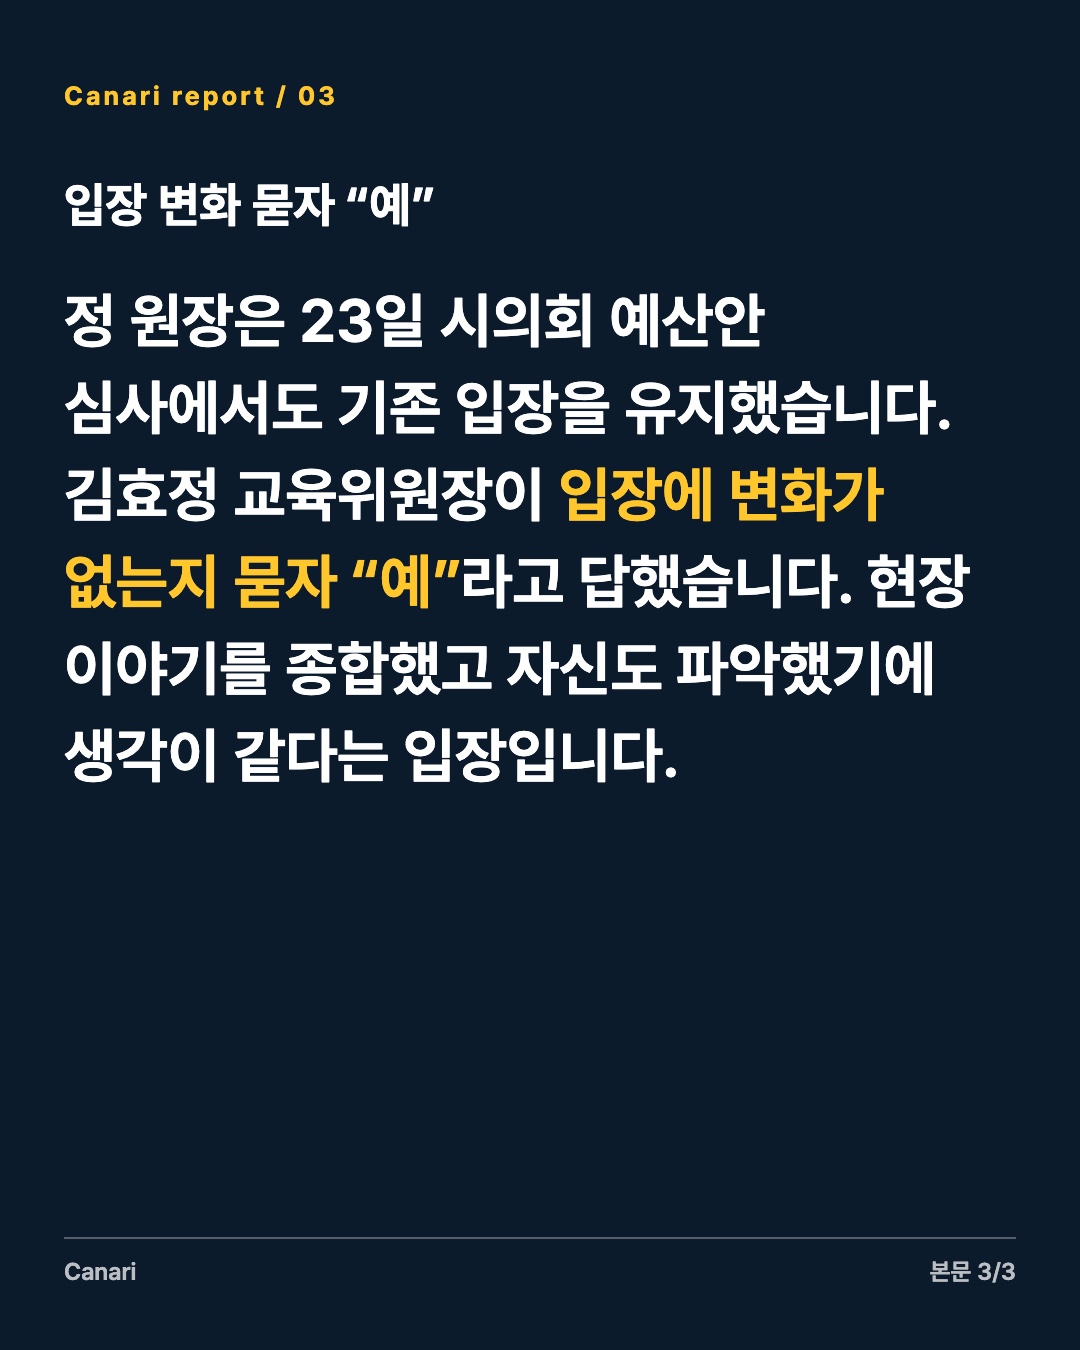 Canari report / 03
입장 변화 묻자 “예”
정 원장은 23일 시의회 예산안
심사에서도 기존 입장을 유지했습니다.
김효정 교육위원장이 입장에 변화가
없는지 묻자 “예”라고 답했습니다. 현장
이야기를 종합했고 자신도 파악했기에
생각이 같다는 입장입니다.
Canari
본문 3/3